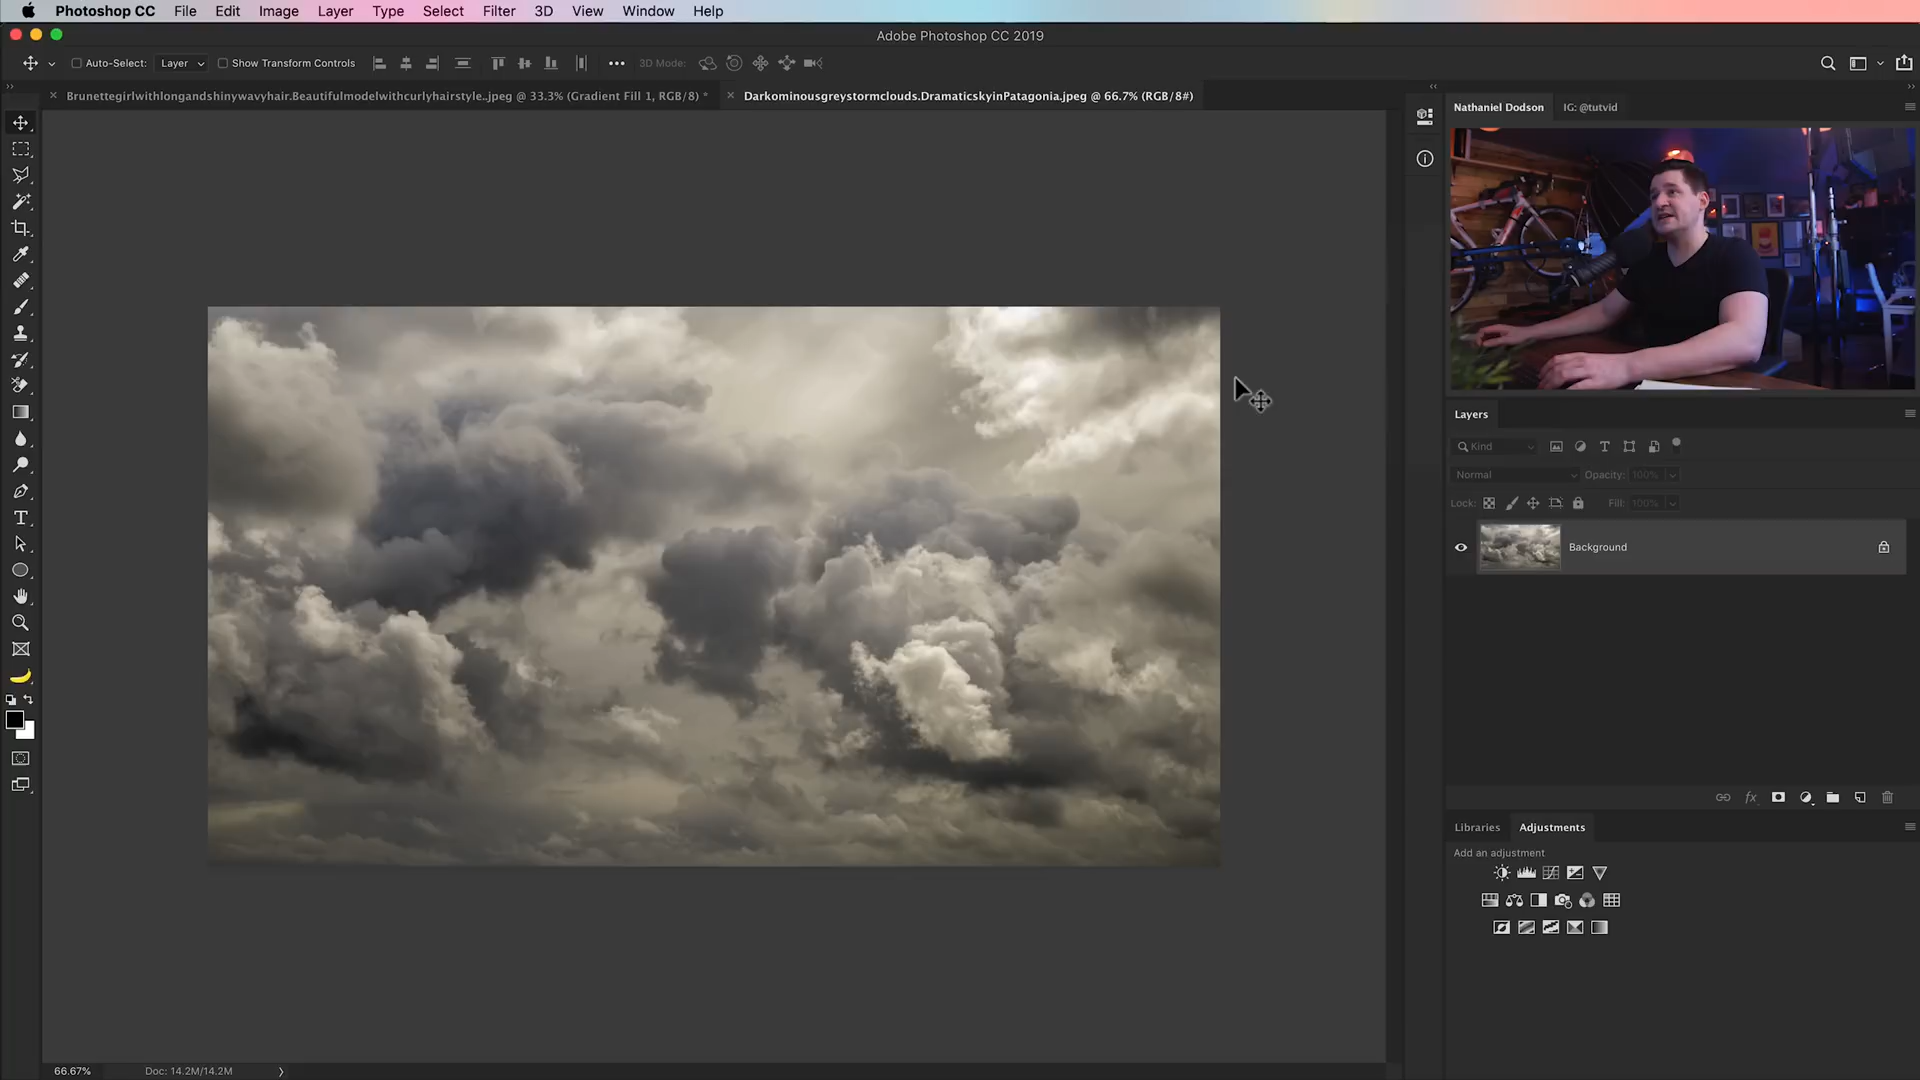 Photoshop CC File Edit Image Layer Type Select Filter 3D View Window Help
Adobe Photoshop CC 2019
Auto-Select: Layer Show Transform Controls 3D Mode:
Brunettegirlwithlongandshinywavyhair.Beautifulmodelwithcurlyhairstyle..jpeg @ 33.3% (Gradient Fill 1, RGB/8) * Darkominousgreystormclouds.DramaticskyinPatagonia.jpeg @ 66.7% (RGB/8#)
Nathaniel Dodson IG: @tutvid
Layers
Kind
Normal Opacity: 100%
Lock: Fill: 100%
Background
fx
Libraries Adjustments
Add an adjustment
66.67% Doc: 14.2M/14.2M